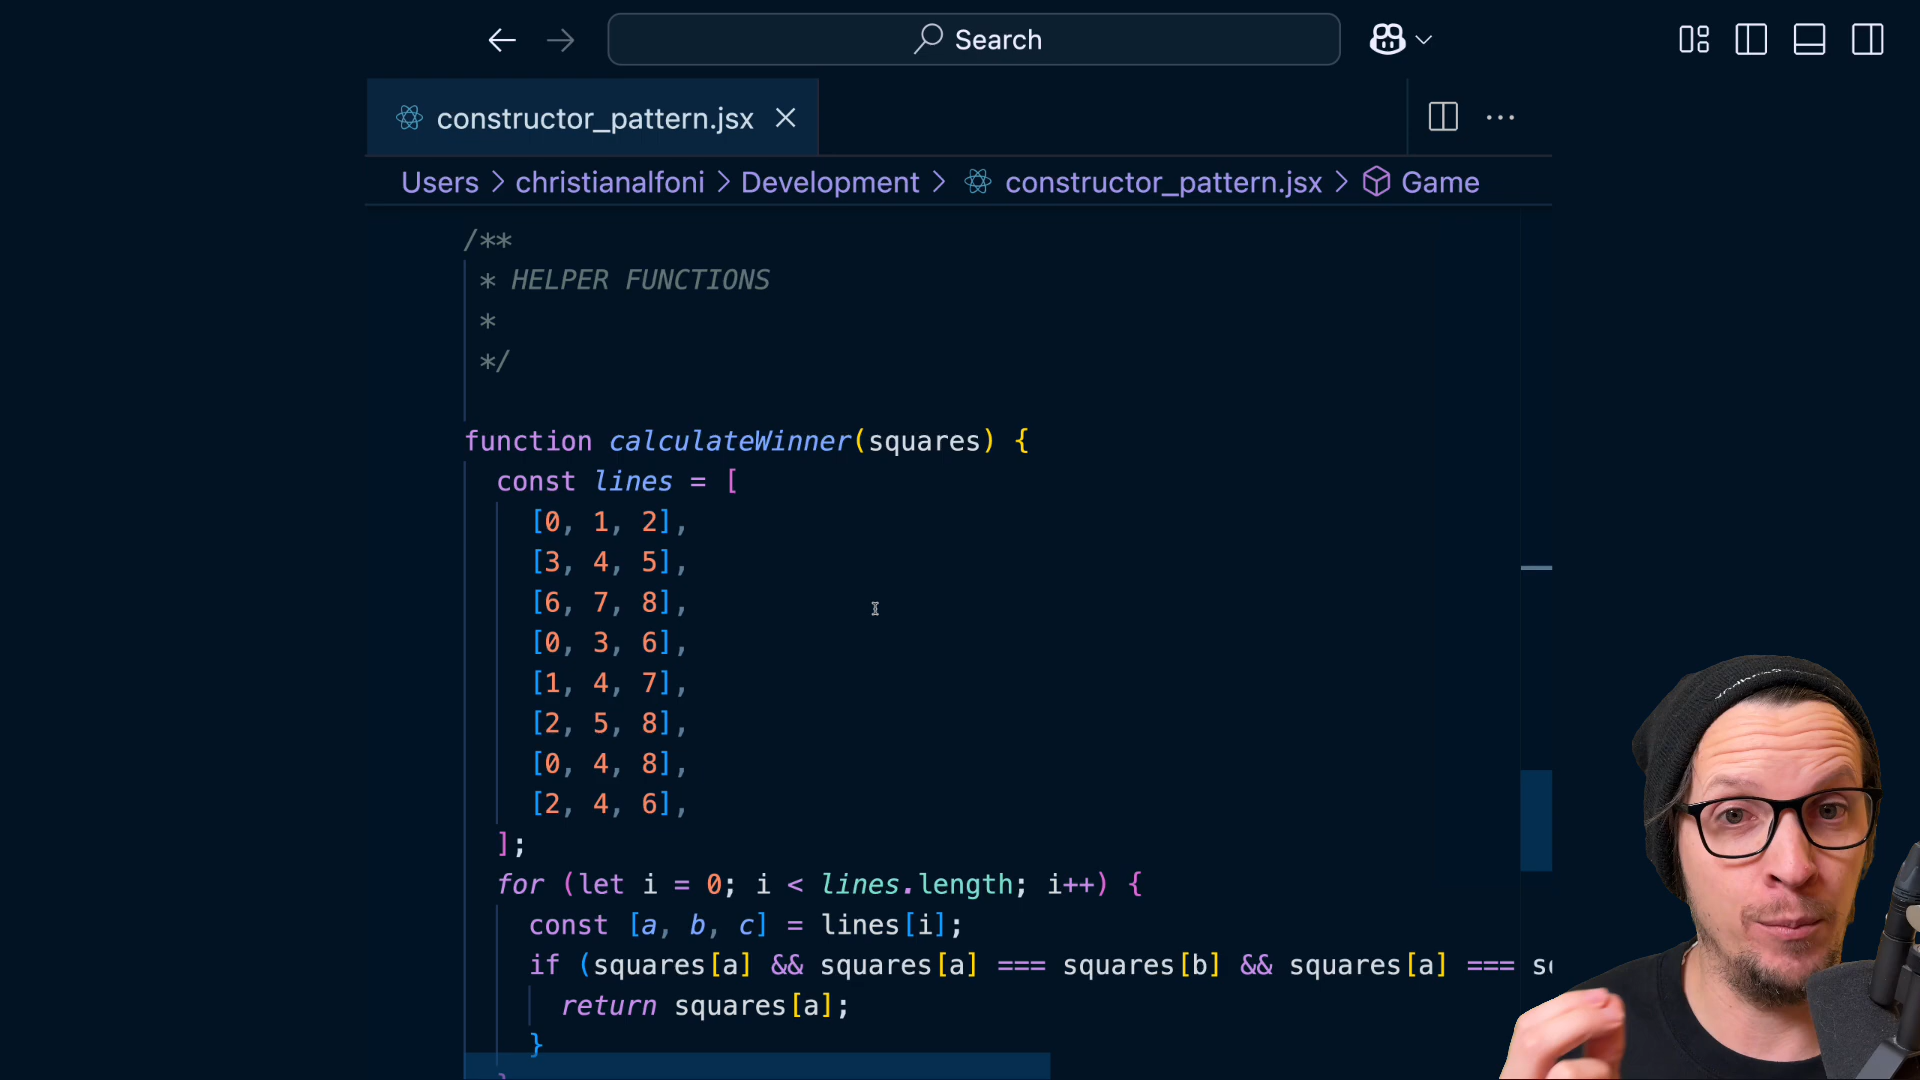 Search
constructor_pattern.jsx
Users > christianalfoni > Development > constructor_pattern.jsx > Game
/**
* HELPER FUNCTIONS
*
*/
function calculateWinner(squares) {
const lines = [
[0, 1, 2],
[3, 4, 5],
[6, 7, 8],
[0, 3, 6],
[1, 4, 7],
[2, 5, 8],
[0, 4, 8],
[2, 4, 6],
];
for (let i = 0; i < lines.length; i++) {
const [a, b, c] = lines[i];
if (squares[a] && squares[a] === squares[b] && squares[a] ===
return squares[a];
}